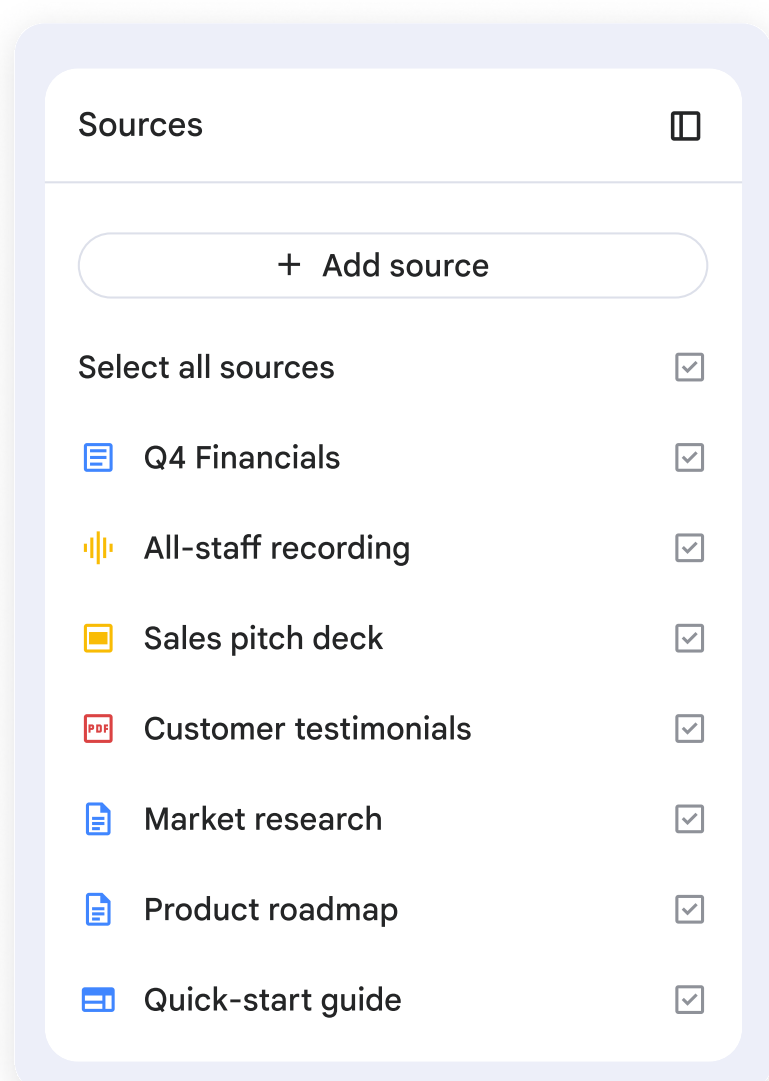 Sources
+ Add source
Select all sources
Q4 Financials
All-staff recording
Sales pitch deck
PDF
Customer testimonials
Market research
Product roadmap
Quick-start guide